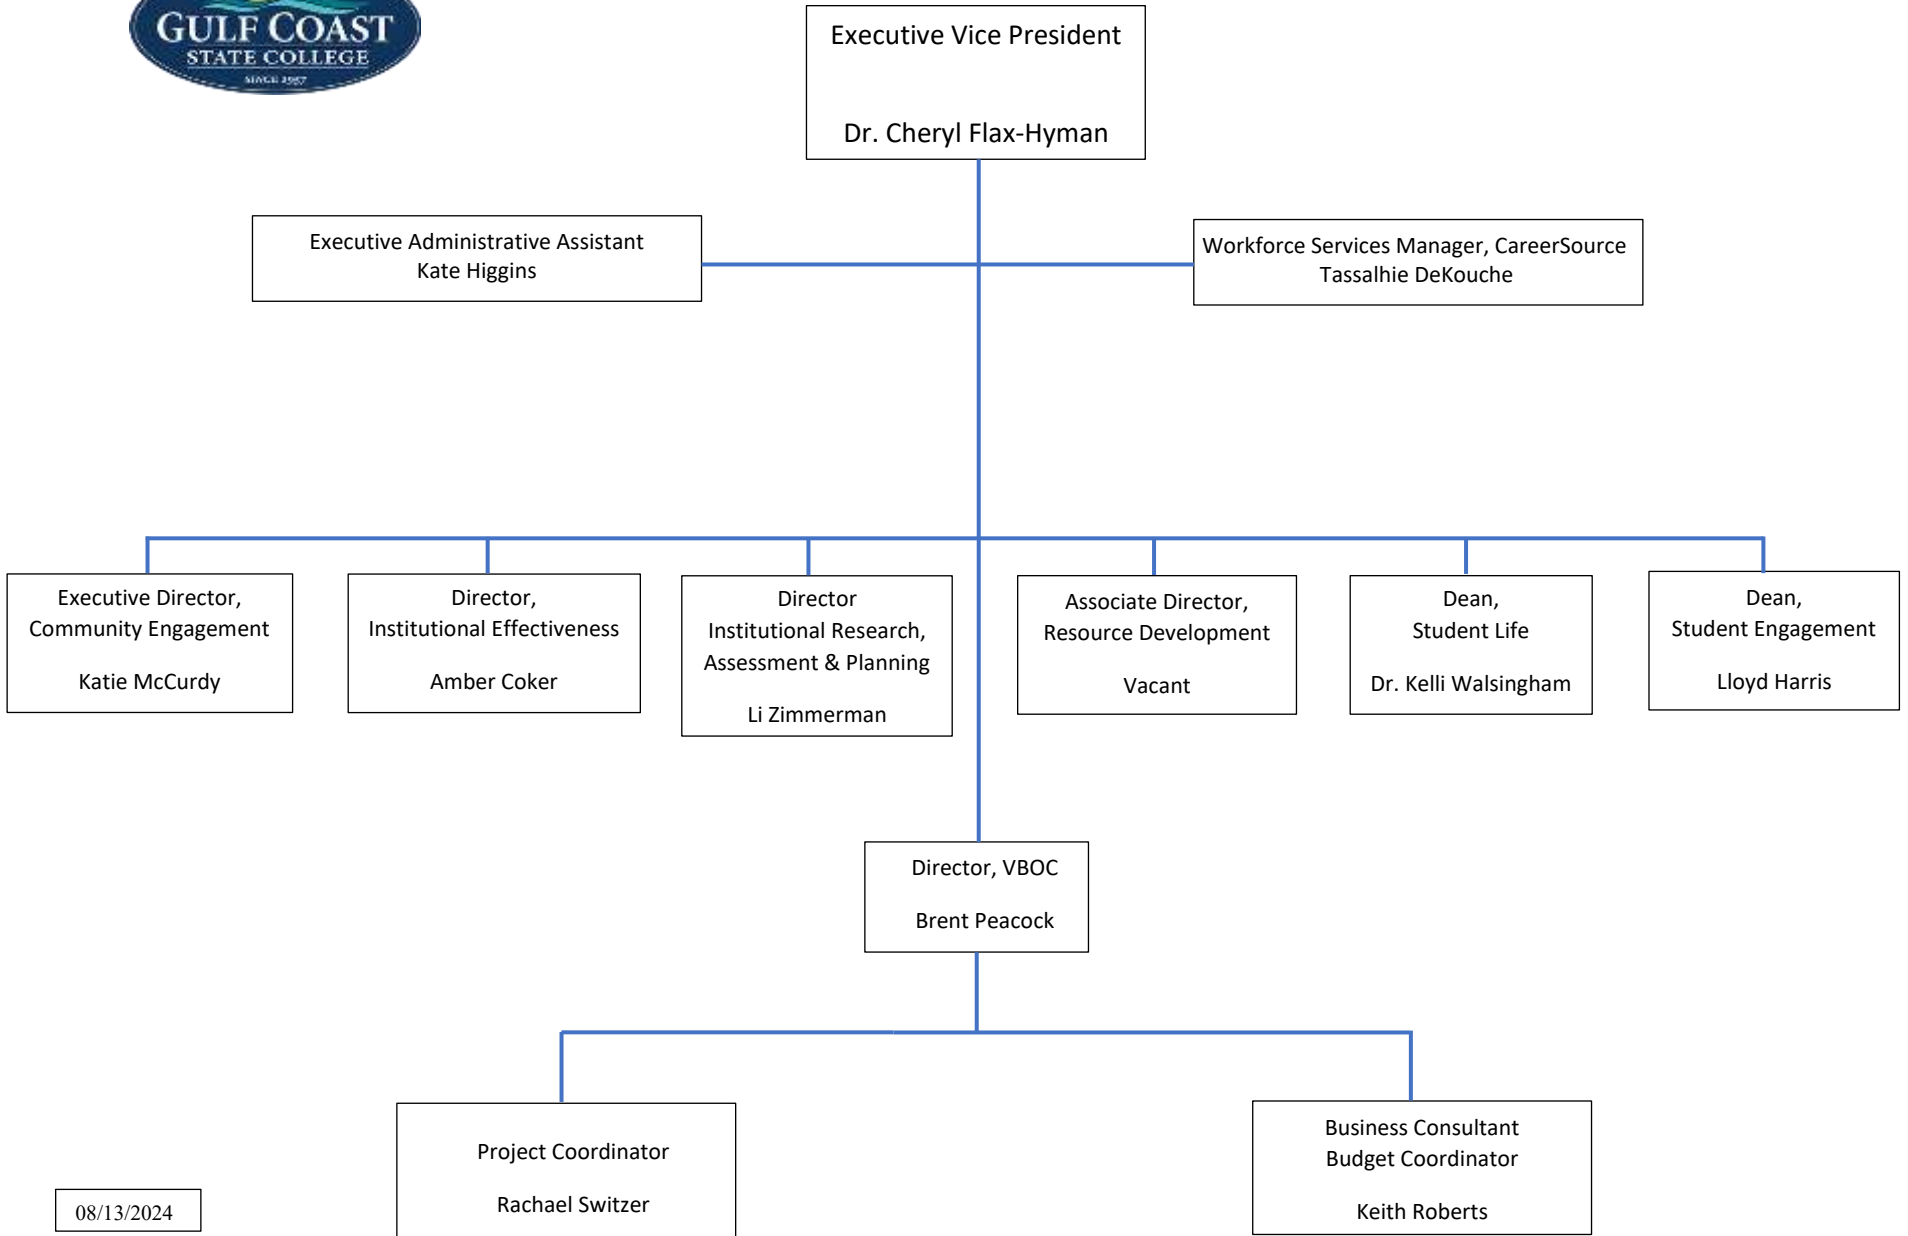 GULF COAST
STATE COLLEGE
SINCE 1957
Executive Vice President
Dr. Cheryl Flax-Hyman
Executive Administrative Assistant
Kate Higgins
Workforce Services Manager, CareerSource
Tassalhie DeKouche
Executive Director,
Community Engagement
Katie McCurdy
Director,
Institutional Effectiveness
Amber Coker
Director
Institutional Research,
Assessment & Planning
Li Zimmerman
Associate Director,
Resource Development
Vacant
Dean,
Student Life
Dr. Kelli Walsingham
Dean,
Student Engagement
Lloyd Harris
Director, VBOC
Brent Peacock
Project Coordinator
Rachael Switzer
Business Consultant
Budget Coordinator
Keith Roberts
08/13/2024